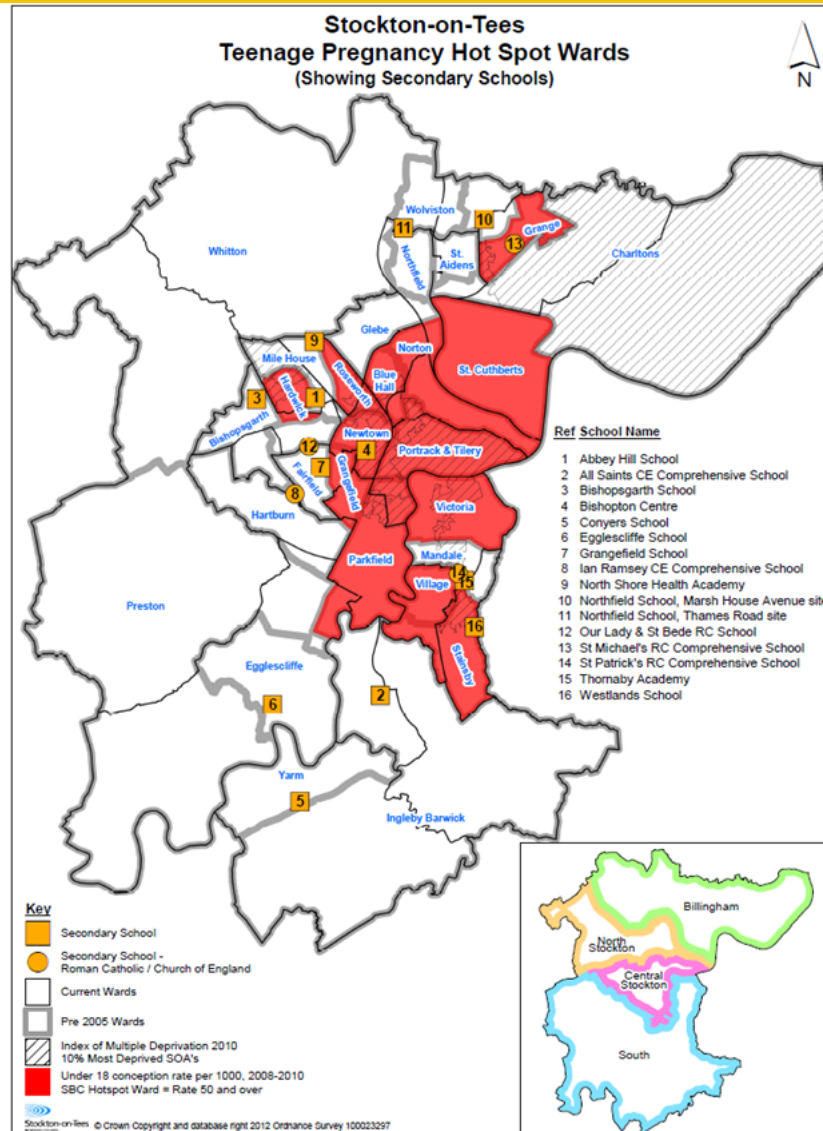 Stockton-on-Tees
Teenage Pregnancy Hot Spot Wards
(Showing Secondary Schools)
N
Wolviston
11
10
Grange
13
Whitton
Northfield
St.
Aidens
Charltons
Glebe
9
Mile House
Norton
Roseworth
Blue
Hall
St. Cuthberts
3
Hardwick
1
Bishopsgarth
Newtown
12
4
Portrack & Tilery
7
Fairfield
Grangefield
8
Victoria
Hartburn
Mandale
Parkfield
14
15
Village
Preston
16
Stainsby
Egglescliffe
2
6
Yarm
5
Ingleby Barwick
Ref School Name
1 Abbey Hill School
2 All Saints CE Comprehensive School
3 Bishopsgarth School
4 Bishopton Centre
5 Conyers School
6 Egglescliffe School
7 Grangefield School
8 Ian Ramsey CE Comprehensive School
9 North Shore Health Academy
10 Northfield School, Marsh House Avenue site
11 Northfield School, Thames Road site
12 Our Lady & St Bede RC School
13 St Michael's RC Comprehensive School
14 St Patrick's RC Comprehensive School
15 Thornaby Academy
16 Westlands School
Key
Secondary School
Secondary School -
Roman Catholic / Church of England
Current Wards
Pre 2005 Wards
Index of Multiple Deprivation 2010
10% Most Deprived SOA's
Under 18 conception rate per 1000, 2008-2010
SBC Hotspot Ward = Rate 50 and over
Stockton-on-Tees
© Crown Copyright and database right 2012 Ordnance Survey 100023297
Billingham
North
Stockton
Central
Stockton
South